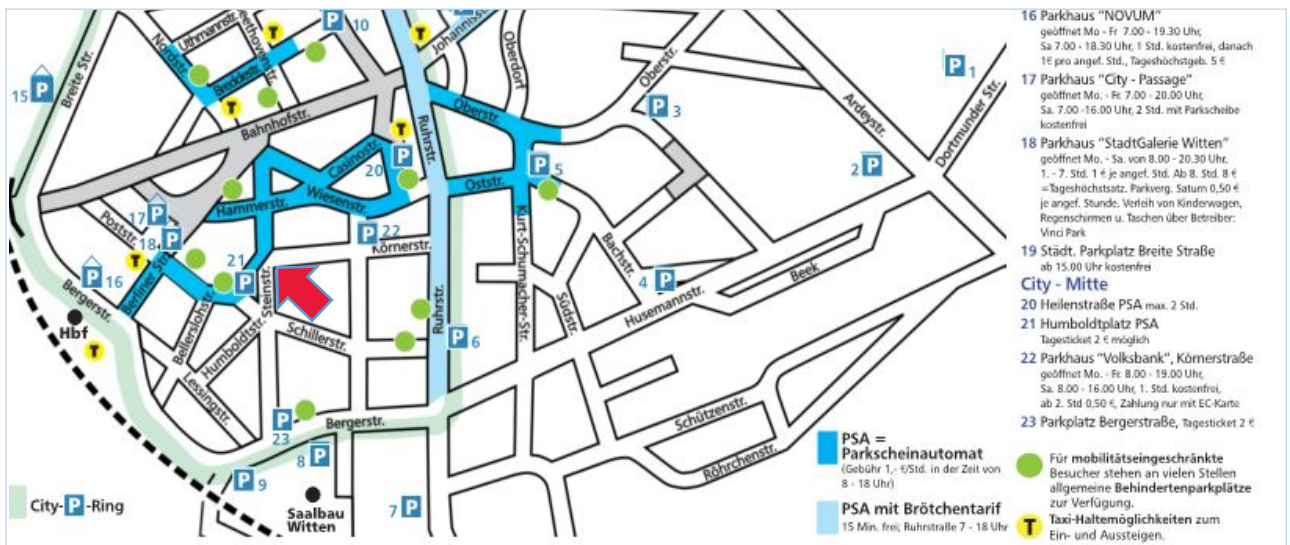 10
Uthmannstr.
Beethovenstr.
Nordstr.
Breddestr.
T
P
Johannisstr.
Oberdorf
15 P
Breite Str.
Oberstr.
P 1
P 3
Ardeystr.
Dortmunder Str.
Bahnhofstr.
Oberstr.
Ruhrstr.
T
Casinostr.
20 P
P 5
2 P
Wiesenstr.
Oststr.
Hammerstr.
17 P
Poststr.
18 P
P 22
Körnerstr.
Kurt-Schumacher-Str.
Bachstr.
T
21
P
P 16
Berliner Str.
Steinstr.
4 P
Beek
Bergerstr.
Hbf
T
Bellerslohstr.
Humboldtstr.
Schillerstr.
Ruhrstr.
P 6
Südstr.
Husemannstr.
Lessingstr.
P
23
Bergerstr.
8 P
P 9
Saalbau
Witten
7 P
Schützenstr.
Röhrchenstr.
City-P-Ring
PSA =
Parkscheinautomat
(Gebühr 1,- €/Std. in der Zeit von
8 - 18 Uhr)
PSA mit Brötchentarif
15 Min. frei; Ruhrstraße 7 - 18 Uhr
16 Parkhaus "NOVUM"
geöffnet Mo - Fr 7.00 - 19.30 Uhr,
Sa 7.00 - 18.30 Uhr, 1 Std. kostenfrei, danach
1€ pro angef. Std., Tageshöchstgeb. 5 €
17 Parkhaus "City - Passage"
geöffnet Mo. - Fr. 7.00 - 20.00 Uhr,
Sa. 7.00 -16.00 Uhr, 2 Std. mit Parkscheibe
kostenfrei
18 Parkhaus "StadtGalerie Witten"
geöffnet Mo. - Sa. von 8.00 - 20.30 Uhr,
1. - 7. Std. 1 € je angef. Std. Ab 8. Std. 8 €
=Tageshöchstsatz. Parkverg. Saturn 0,50 €
je angef. Stunde. Verleih von Kinderwagen,
Regenschirmen u. Taschen über Betreiber:
Vinci Park
19 Städt. Parkplatz Breite Straße
ab 15.00 Uhr kostenfrei
City - Mitte
20 Heilenstraße PSA max. 2 Std.
21 Humboldtplatz PSA
Tagesticket 2 € möglich
22 Parkhaus "Volksbank", Körnerstraße
geöffnet Mo. - Fr. 8.00 - 19.00 Uhr,
Sa. 8.00 - 16.00 Uhr, 1. Std. kostenfrei,
ab 2. Std 0,50 €, Zahlung nur mit EC-Karte
23 Parkplatz Bergerstraße, Tagesticket 2 €
Für mobilitätseingeschränkte
Besucher stehen an vielen Stellen
allgemeine Behindertenparkplätze
zur Verfügung.
T Taxi-Haltemöglichkeiten zum
Ein- und Aussteigen.